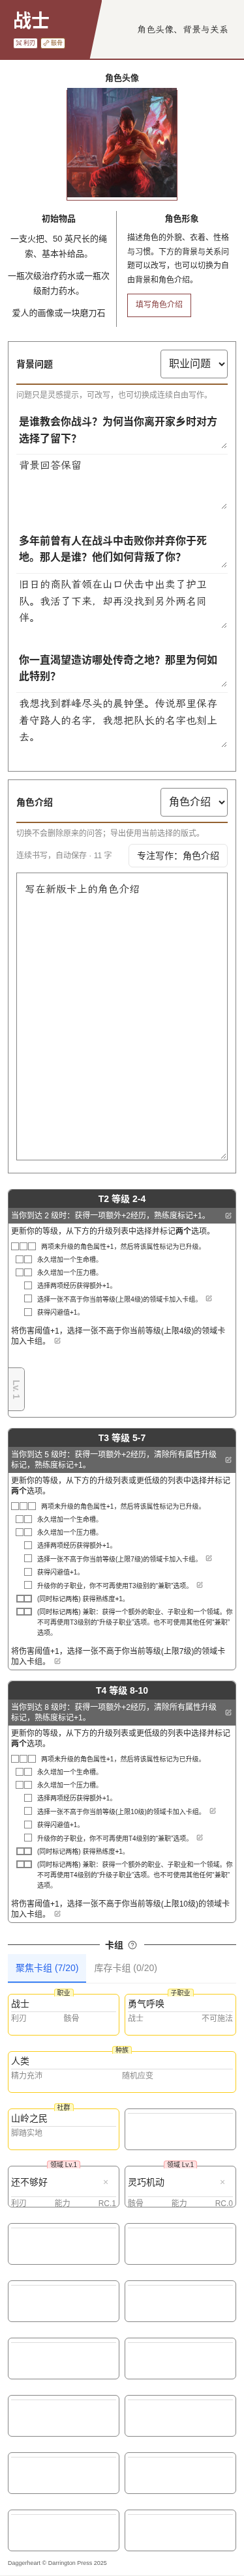 战士
利刃 骸骨
角色头像、背景与关系
角色头像
初始物品
一支火把、50 英尺长的绳
索、基本补给品。
一瓶次级治疗药水或一瓶次
级耐力药水。
爱人的画像或一块磨刀石
角色形象
描述角色的外貌、衣着、性格
与习惯。下方的背景与关系问
题可以改写，也可以切换为自
由背景和角色介绍。
填写角色介绍
背景问题
职业问题
问题只是灵感提示，可改写，也可切换成连续自由写作。
是谁教会你战斗？为何当你离开家乡时对方
选择了留下？
背景回答保留
多年前曾有人在战斗中击败你并弃你于死
地。那人是谁？他们如何背叛了你？
旧日的商队首领在山口伏击中出卖了护卫
队。我活了下来，却再没找到另外两名同
伴。
你一直渴望造访哪处传奇之地？那里为何如
此特别？
我想找到群峰尽头的晨钟堡。传说那里保存
着守路人的名字，我想把队长的名字也刻上
去。
角色介绍
角色介绍
切换不会删除原来的问答；导出使用当前选择的版式。
连续书写，自动保存 · 11 字
专注写作：角色介绍
写在新版卡上的角色介绍
T2 等级 2-4
当你到达 2 级时：获得一项额外+2经历，熟练度标记+1。
更新你的等级，从下方的升级列表中选择并标记两个选项。
两项未升级的角色属性+1，然后将该属性标记为已升级。
永久增加一个生命槽。
永久增加一个压力槽。
选择两项经历获得额外+1。
选择一张不高于你当前等级(上限4级)的领域卡加入卡组。
获得闪避值+1。
将伤害阈值+1，选择一张不高于你当前等级(上限4级)的领域卡
加入卡组。
Lv. 1
T3 等级 5-7
当你到达 5 级时：获得一项额外+2经历，清除所有属性升级
标记，熟练度标记+1。
更新你的等级，从下方的升级列表或更低级的列表中选择并标记
两个选项。
两项未升级的角色属性+1，然后将该属性标记为已升级。
永久增加一个生命槽。
永久增加一个压力槽。
选择两项经历获得额外+1。
选择一张不高于你当前等级(上限7级)的领域卡加入卡组。
获得闪避值+1。
升级你的子职业，你不可再使用T3级别的"兼职"选项。
(同时标记两格) 获得熟练度+1。
(同时标记两格) 兼职：获得一个额外的职业、子职业和一个领域。你
不可再使用T3级别"升级子职业"选项。也不可使用其他任何"兼职"
选项。
将伤害阈值+1，选择一张不高于你当前等级(上限7级)的领域卡
加入卡组。
T4 等级 8-10
当你到达 8 级时：获得一项额外+2经历，清除所有属性升级
标记，熟练度标记+1。
更新你的等级，从下方的升级列表或更低级的列表中选择并标记
两个选项。
两项未升级的角色属性+1，然后将该属性标记为已升级。
永久增加一个生命槽。
永久增加一个压力槽。
选择两项经历获得额外+1。
选择一张不高于你当前等级(上限10级)的领域卡加入卡组。
获得闪避值+1。
升级你的子职业，你不可再使用T4级别的"兼职"选项。
(同时标记两格) 获得熟练度+1。
(同时标记两格) 兼职：获得一个额外的职业、子职业和一个领域。你
不可再使用T4级别"升级子职业"选项。也不可使用其他任何"兼职"
选项。
将伤害阈值+1，选择一张不高于你当前等级(上限10级)的领域卡
加入卡组。
卡组
聚焦卡组 (7/20) 库存卡组 (0/20)
职业
战士
利刃 骸骨
子职业
勇气呼唤
战士 不可施法
种族
人类
精力充沛 随机应变
社群
山岭之民
脚踏实地
领域 Lv.1
还不够好 ×
利刃 能力 RC.1
领域 Lv.1
灵巧机动 ×
骸骨 能力 RC.0
Daggerheart © Darrington Press 2025